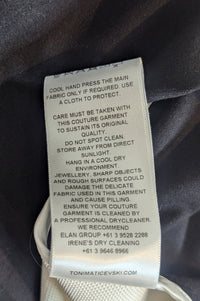 COOL HAND PRESS THE MAIN
FABRIC ONLY IF REQUIRED. USE
A CLOTH TO PROTECT.
CARE MUST BE TAKEN ON
THIS COUTURE GARMENT
TO SUSTAIN ITS ORIGINAL
QUALITY.
DO NOT SPOT CLEAN.
STORE AWAY FROM DIRECT
SUNLIGHT.
HANG IN A COOL DRY
ENVIRONMENT.
JEWELLERY, SHARP OBJECTS
AND ROUGH SURFACES COULD
DAMAGE THE DELICATE
FABRIC USED IN THIS GARMENT
AND CAUSE PILLING.
ENSURE YOUR COUTURE
GARMENT IS CLEANED BY
A PROFESSIONAL DRYCLEANER.
WE RECOMMEND
ELAN GROUP +61 3 9528 2288
IRENE'S DRY CLEANING
+61 3 9646 8966
TONIMATICEVSKI.COM